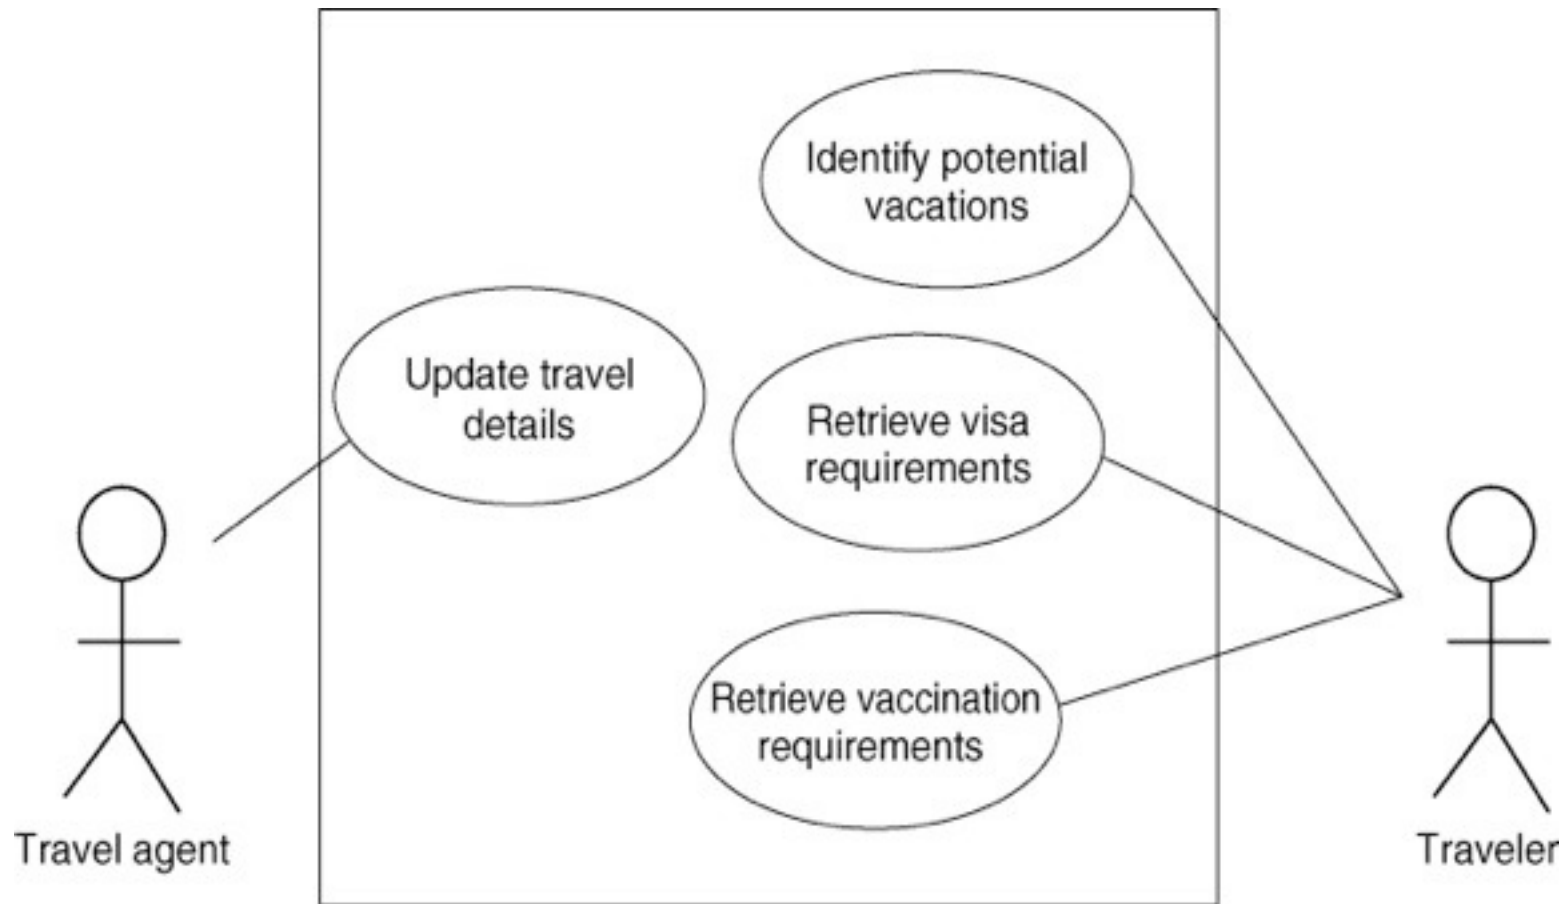 Identify potential
vacations
Update travel
details
Retrieve visa
requirements
Retrieve vaccination
requirements
Travel agent
Traveler